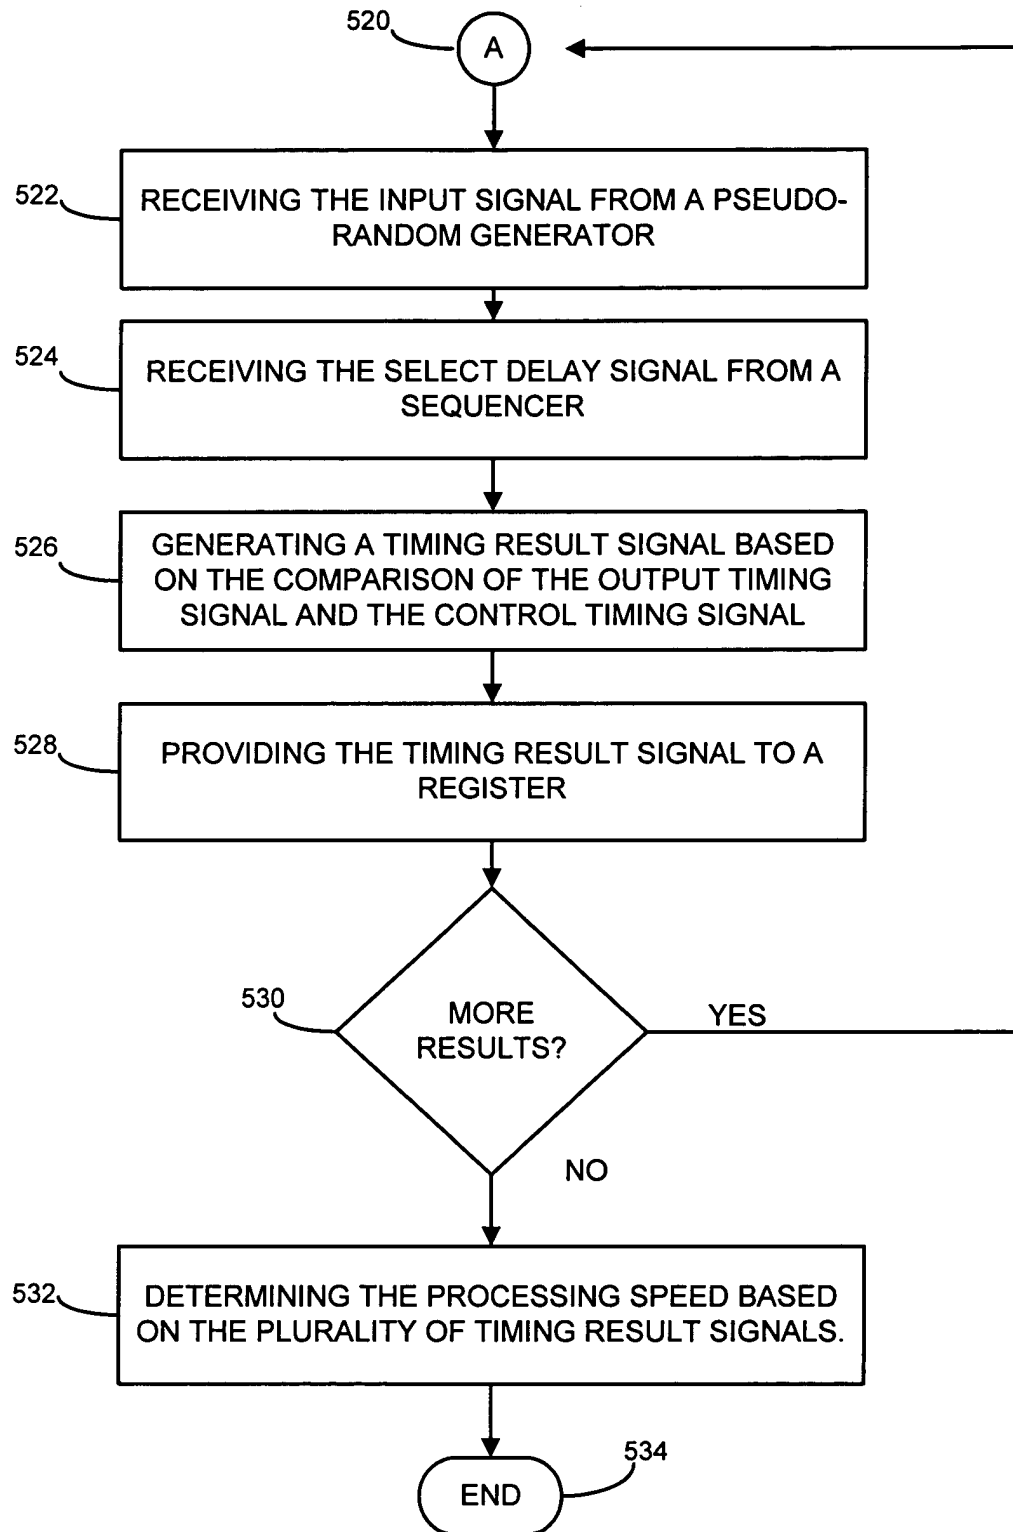 520
A
522
RECEIVING THE INPUT SIGNAL FROM A PSEUDO-
RANDOM GENERATOR
524
RECEIVING THE SELECT DELAY SIGNAL FROM A
SEQUENCER
526
GENERATING A TIMING RESULT SIGNAL BASED
ON THE COMPARISON OF THE OUTPUT TIMING
SIGNAL AND THE CONTROL TIMING SIGNAL
528
PROVIDING THE TIMING RESULT SIGNAL TO A
REGISTER
530
MORE
RESULTS?
YES
NO
532
DETERMINING THE PROCESSING SPEED BASED
ON THE PLURALITY OF TIMING RESULT SIGNALS.
534
END